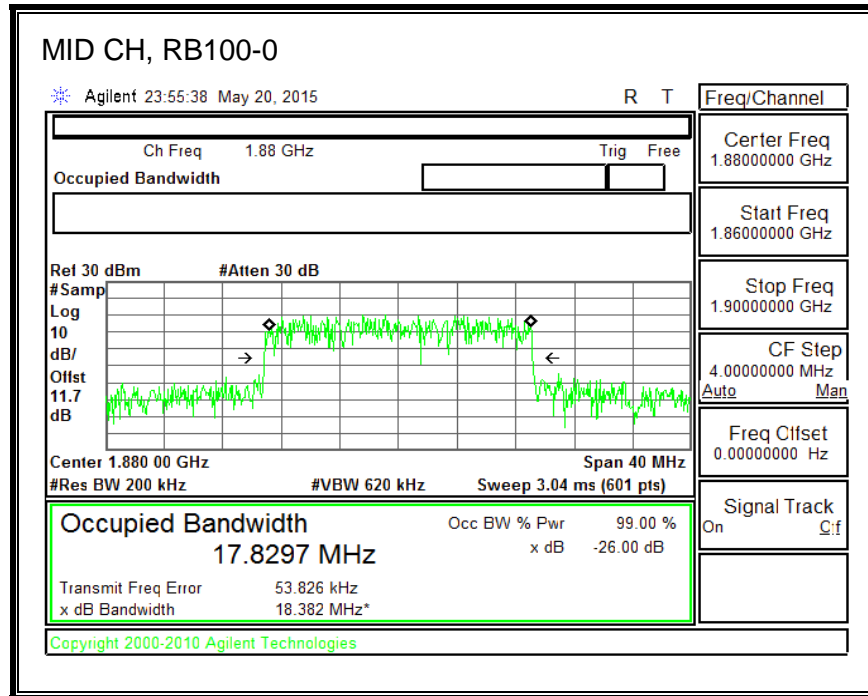 MID CH, RB100-0
Agilent 23:55:38 May 20, 2015 R T
Freq/Channel
Ch Freq 1.88 GHz Trig Free
Occupied Bandwidth
Center Freq
1.88000000 GHz
Start Freq
1.86000000 GHz
Stop Freq
1.90000000 GHz
CF Step
4.00000000 MHz
Auto Man
Freq Offset
0.00000000 Hz
Signal Track
On Off
Ref 30 dBm #Atten 30 dB
#Samp
Log
10
dB/
Offst
11.7
dB
Center 1.880 00 GHz Span 40 MHz
#Res BW 200 kHz #VBW 620 kHz Sweep 3.04 ms (601 pts)
Occupied Bandwidth
17.8297 MHz
Occ BW % Pwr 99.00 %
x dB -26.00 dB
Transmit Freq Error 53.826 kHz
x dB Bandwidth 18.382 MHz*
Copyright 2000-2010 Agilent Technologies